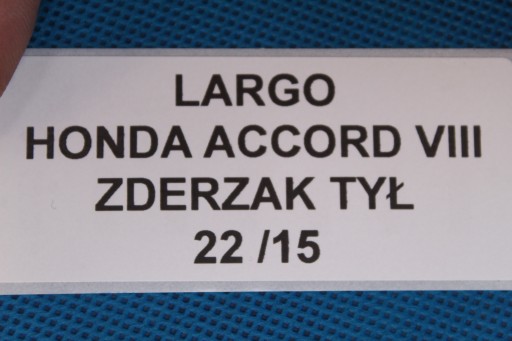 LARGO
HONDA ACCORD VIII
ZDERZAK TYŁ
22 /15